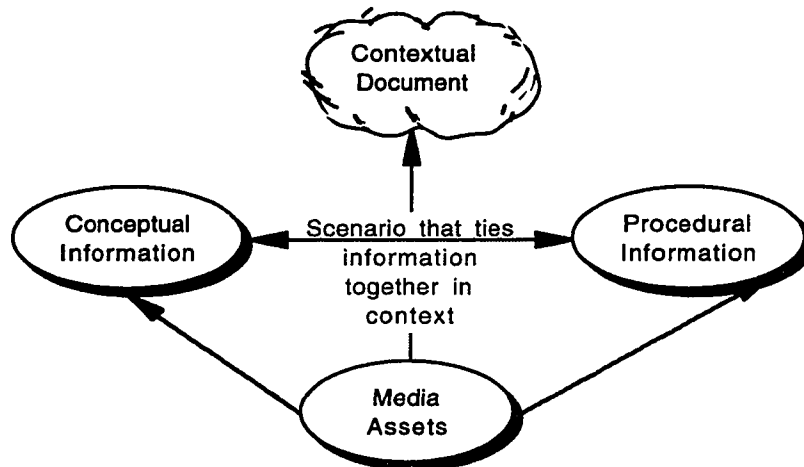 Contextual
Document
Conceptual
Information
Scenario that ties
information
together in
context
Procedural
Information
Media
Assets